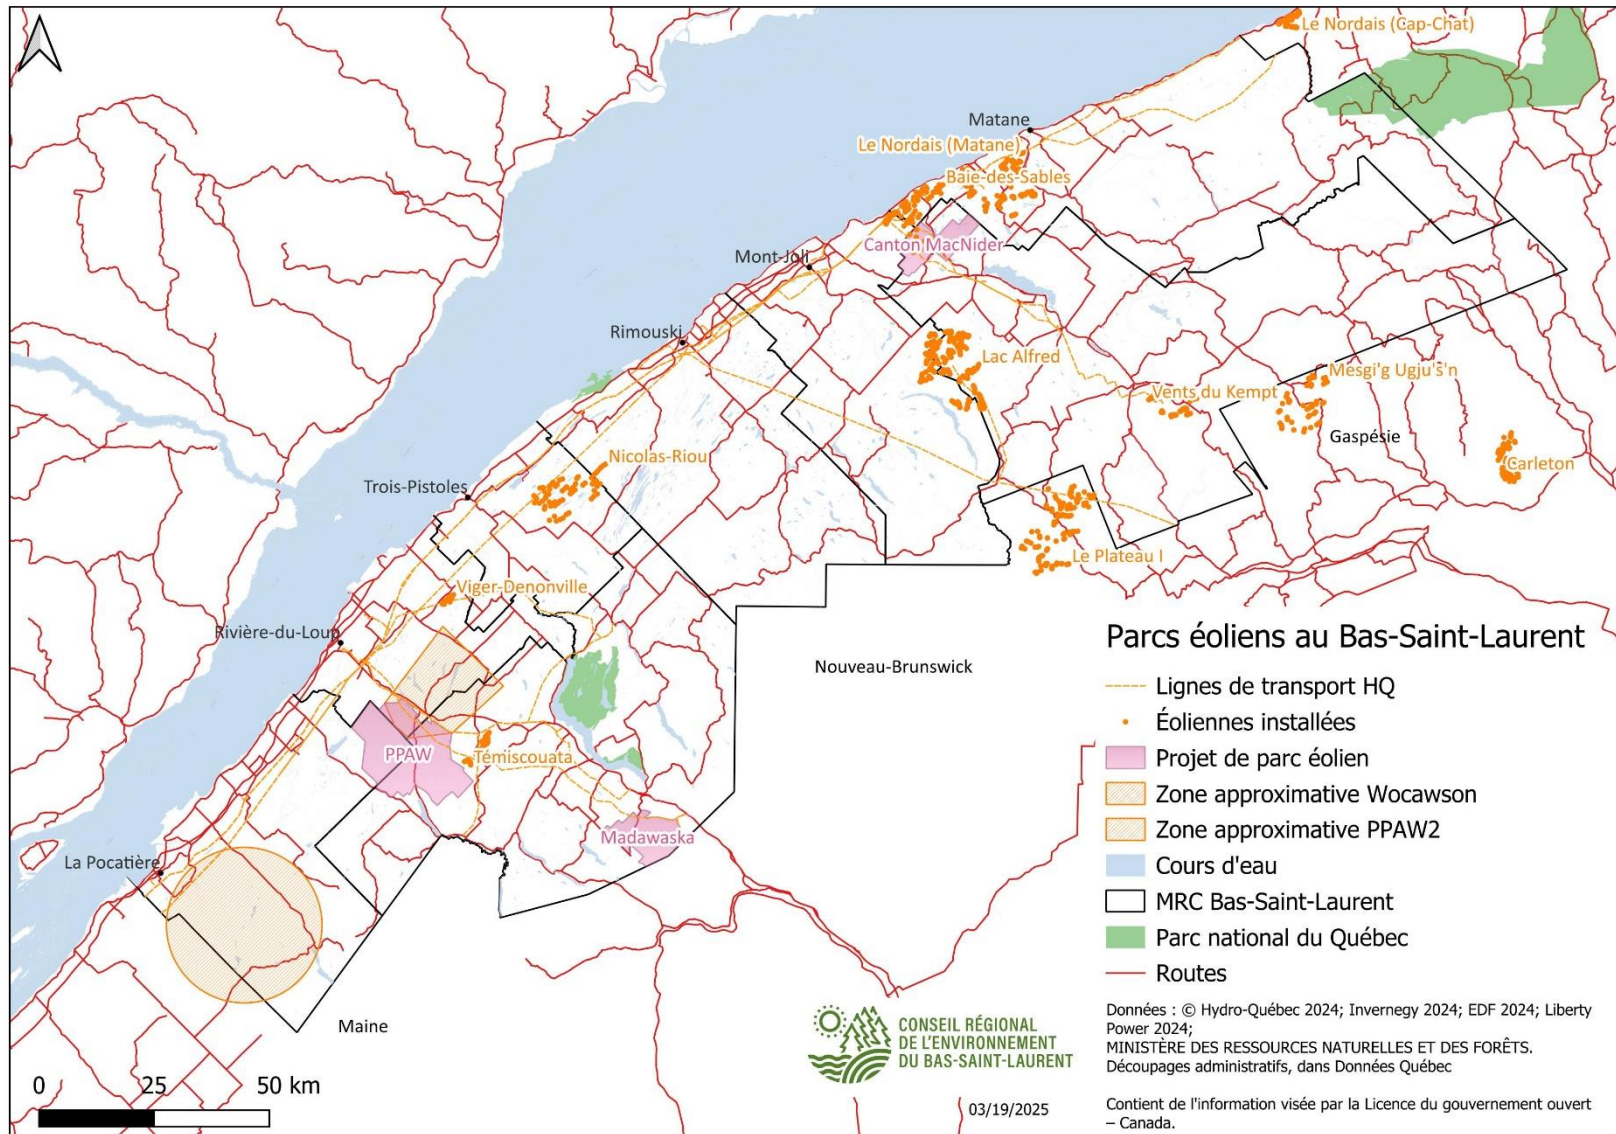 Le Nordais (Cap-Chat)
Matane
Le Nordais (Matane)
Baie-des-Sables
Canton MacNider
Mont-Joli
Rimouski
Lac Alfred
Mesgi'g Ugju's'n
Vents du Kempt
Gaspésie
Carleton
Nicolas-Riou
Trois-Pistoles
Le Plateau I
Viger-Denonville
Rivière-du-Loup
Nouveau-Brunswick
PPAW
Témiscouata
Madawaska
La Pocatière
Maine
Parcs éoliens au Bas-Saint-Laurent
Lignes de transport HQ
Éoliennes installées
Projet de parc éolien
Zone approximative Wocawson
Zone approximative PPAW2
Cours d'eau
MRC Bas-Saint-Laurent
Parc national du Québec
Routes
Données : © Hydro-Québec 2024; Invernegy 2024; EDF 2024; Liberty
Power 2024;
MINISTÈRE DES RESSOURCES NATURELLES ET DES FORÊTS.
Découpages administratifs, dans Données Québec
Contient de l'information visée par la Licence du gouvernement ouvert
– Canada.
CONSEIL RÉGIONAL
DE L'ENVIRONNEMENT
DU BAS-SAINT-LAURENT
03/19/2025
0 25 50 km